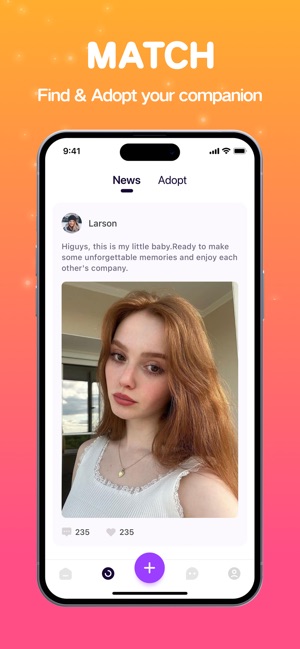 MATCH
Find & Adopt your companion
9:41
News Adopt
Larson
Higuys, this is my little baby.Ready to make
some unforgettable memories and enjoy each
other's company.
235 235